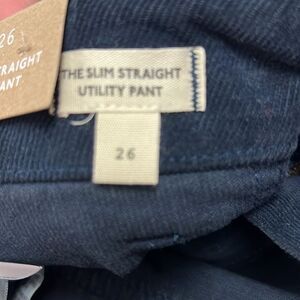 26
STRAIGHT
PANT
THE SLIM STRAIGHT
UTILITY PANT
26